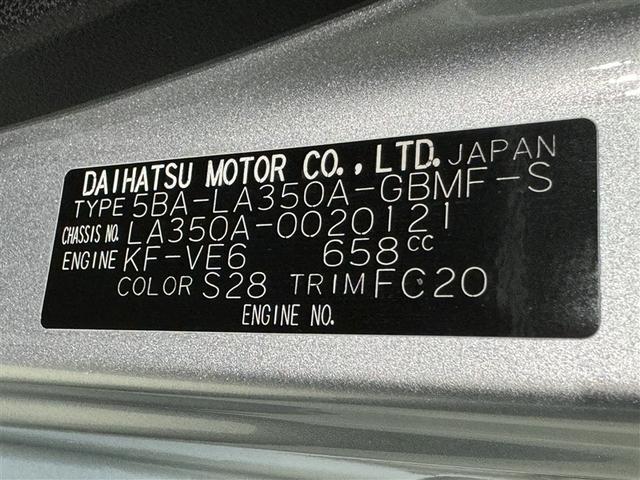 DAIHATSU MOTOR CO., LTD. JAPAN
TYPE 5BA-LA350A-GBMF-S
CHASSIS NO. LA350A-0020121
ENGINE KF-VE6 658cc
COLOR S28 TRIM FC20
ENGINE NO.